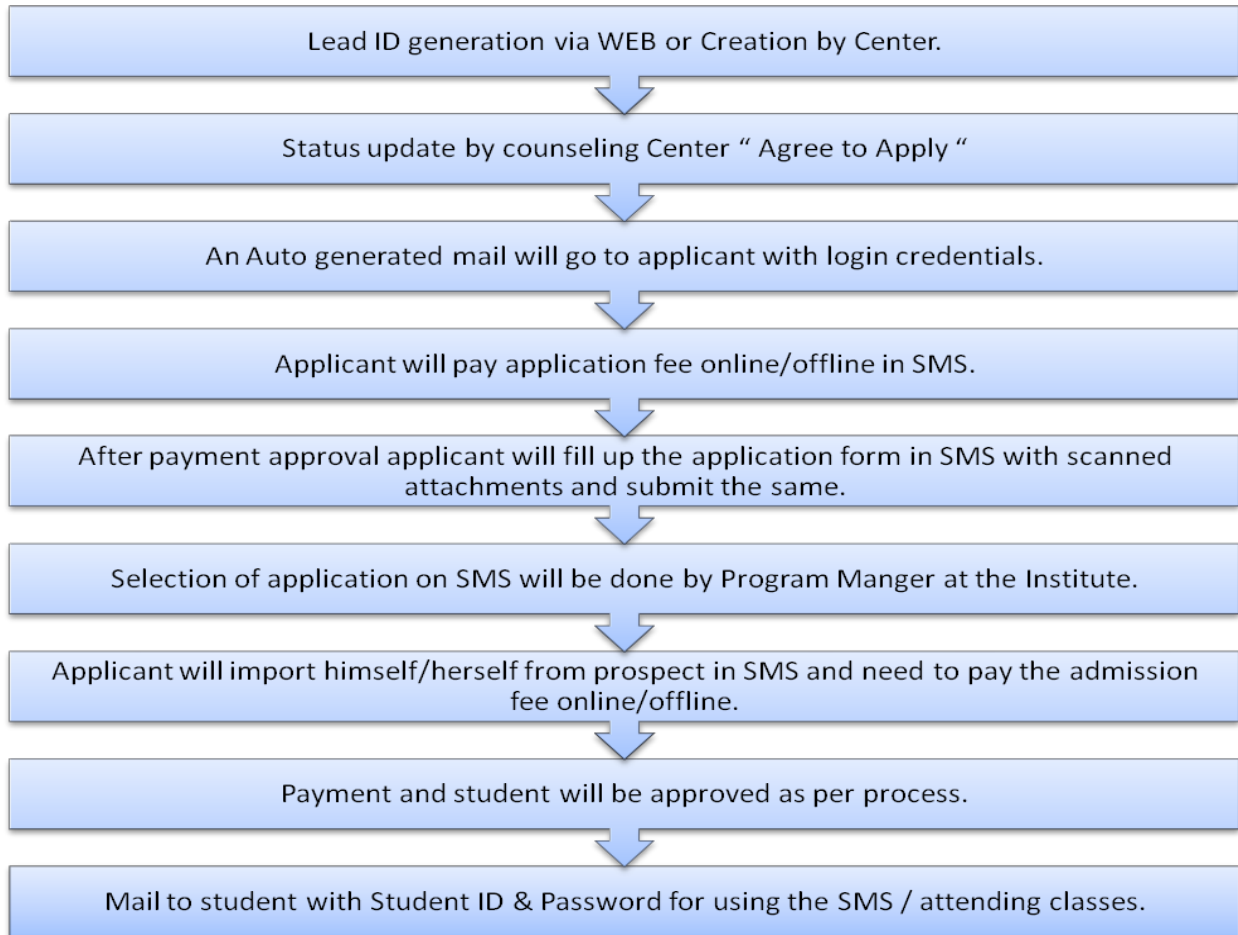 Lead ID generation via WEB or Creation by Center.
Status update by counseling Center “ Agree to Apply “
An Auto generated mail will go to applicant with login credentials.
Applicant will pay application fee online/offline in SMS.
After payment approval applicant will fill up the application form in SMS with scanned
attachments and submit the same.
Selection of application on SMS will be done by Program Manger at the Institute.
Applicant will import himself/herself from prospect in SMS and need to pay the admission
fee online/offline.
Payment and student will be approved as per process.
Mail to student with Student ID & Password for using the SMS / attending classes.